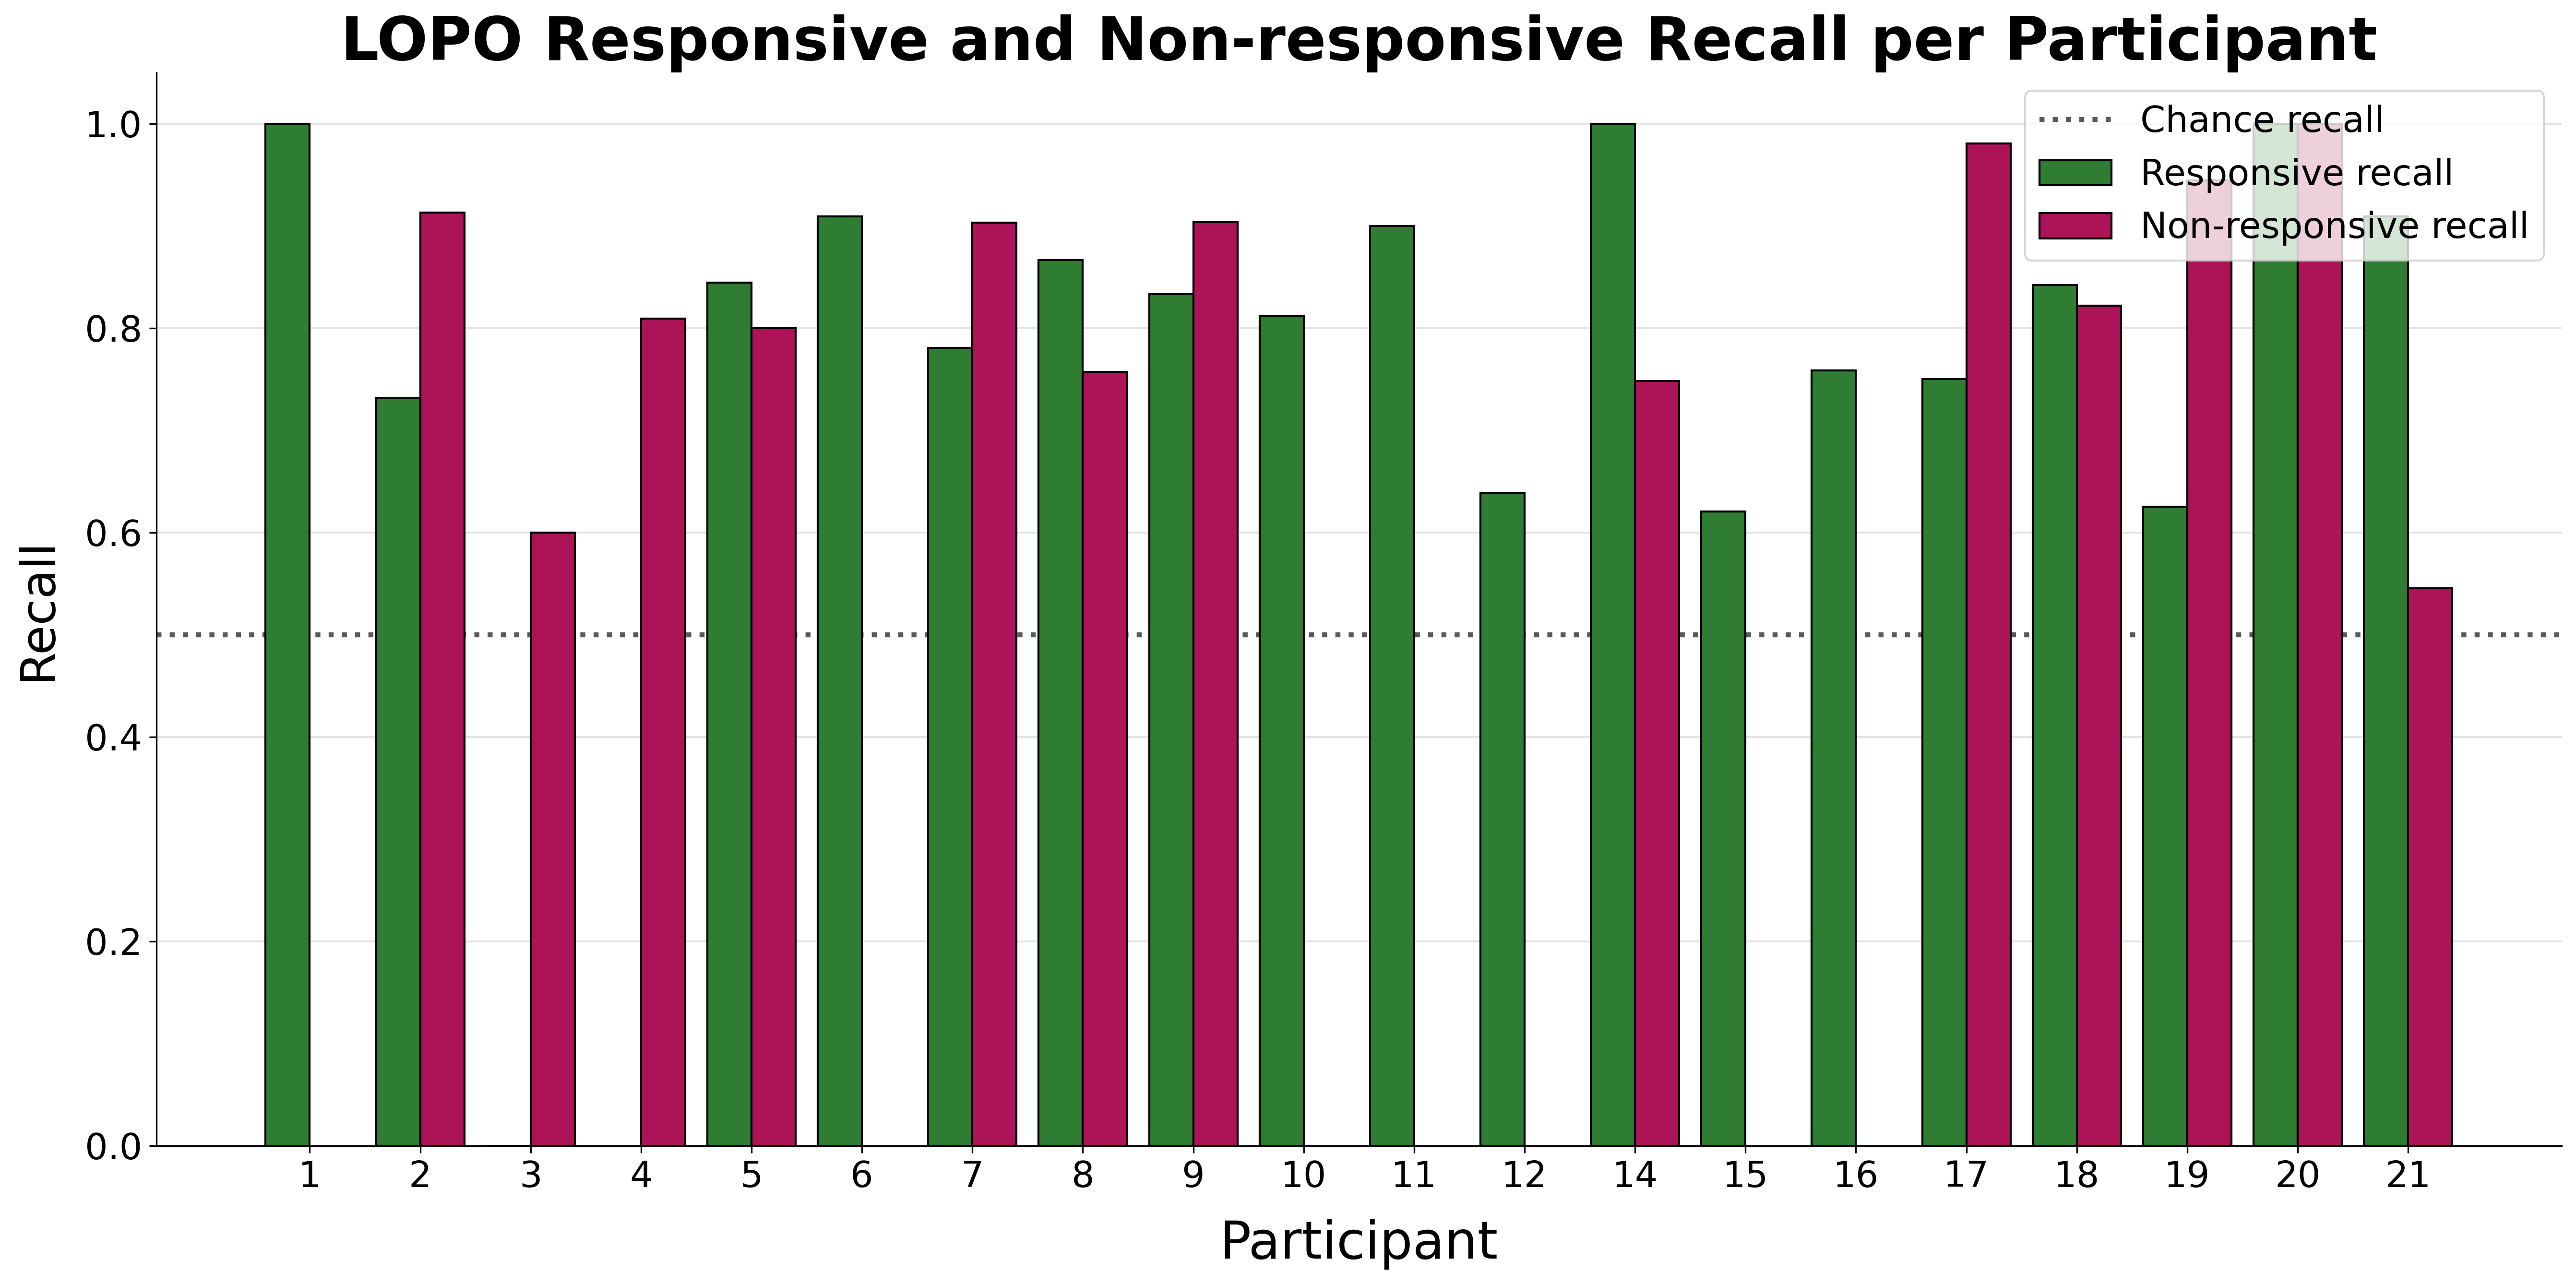 LOPO Responsive and Non-responsive Recall per Participant
Chance recall
Responsive recall
Non-responsive recall
Recall
1.0
0.8
0.6
0.4
0.2
0.0
1 2 3 4 5 6 7 8 9 10 11 12 14 15 16 17 18 19 20 21
Participant